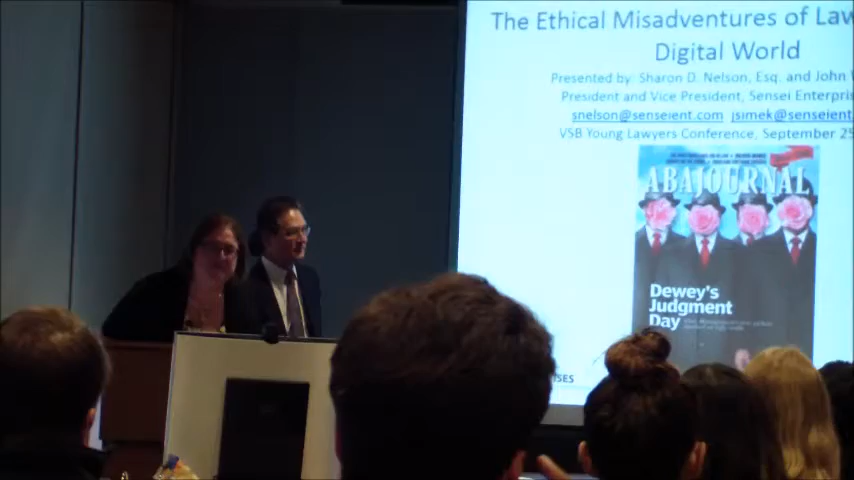 The Ethical Misadventures of Law
Digital World
Presented by: Sharon D. Nelson, Esq. and John
President and Vice President, Sensei Enterpris
snelson@senseient.com jsimek@senseient
VSB Young Lawyers Conference, September 25
ABAJOURNAL
Dewey's
Judgment
Day
ISES